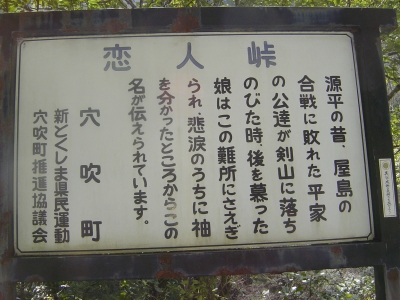 恋人峠
源平の昔、屋島の
合戦に敗れた平家
の公達が剣山に落ち
のびた時後を慕った
娘はこの難所にさえぎ
られ、悲涙のうちに袖
を分かったところからこの
名が伝えられています。
穴吹町
新とくしま県民運動
穴吹町推進協議会